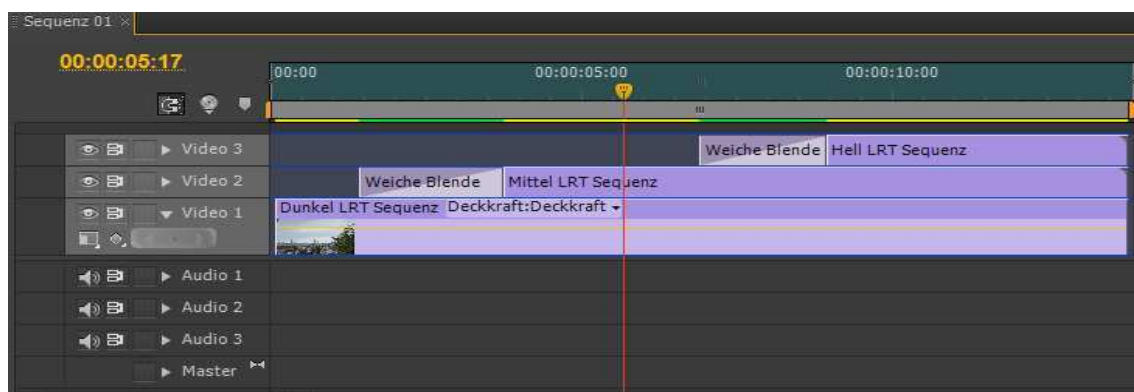 Sequenz 01
00:00:05:17
00:00 00:00:05:00 00:00:10:00
Video 3 Weiche Blende Hell LRT Sequenz
Video 2 Weiche Blende Mittel LRT Sequenz
Video 1 Dunkel LRT Sequenz Deckkraft:Deckkraft
Audio 1
Audio 2
Audio 3
Master